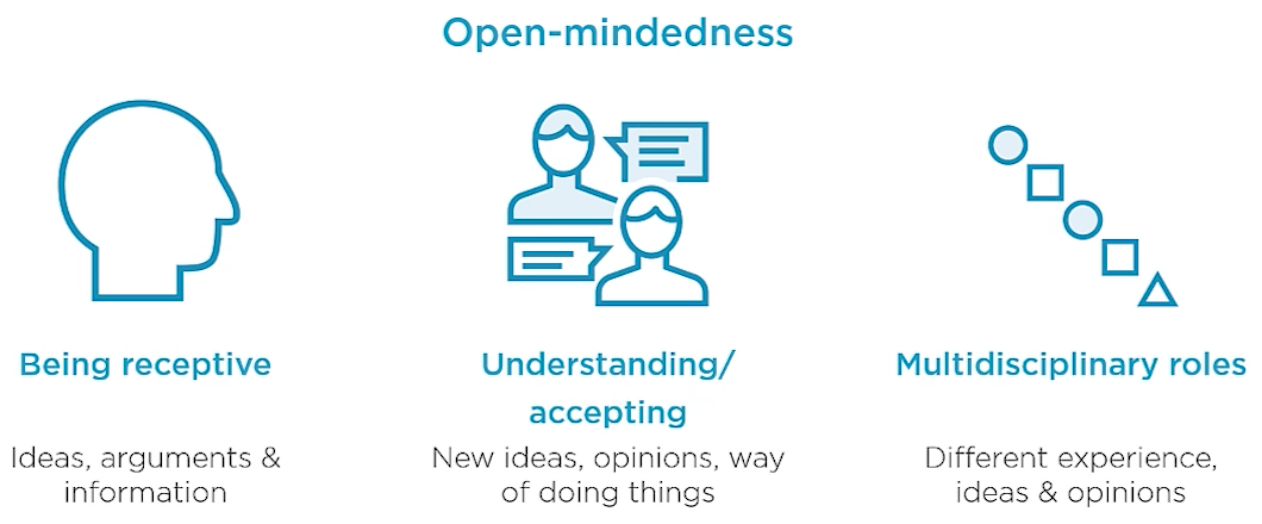 Open-mindedness
Being receptive
Ideas, arguments &
information
Understanding/
accepting
New ideas, opinions, way
of doing things
Multidisciplinary roles
Different experience,
ideas & opinions